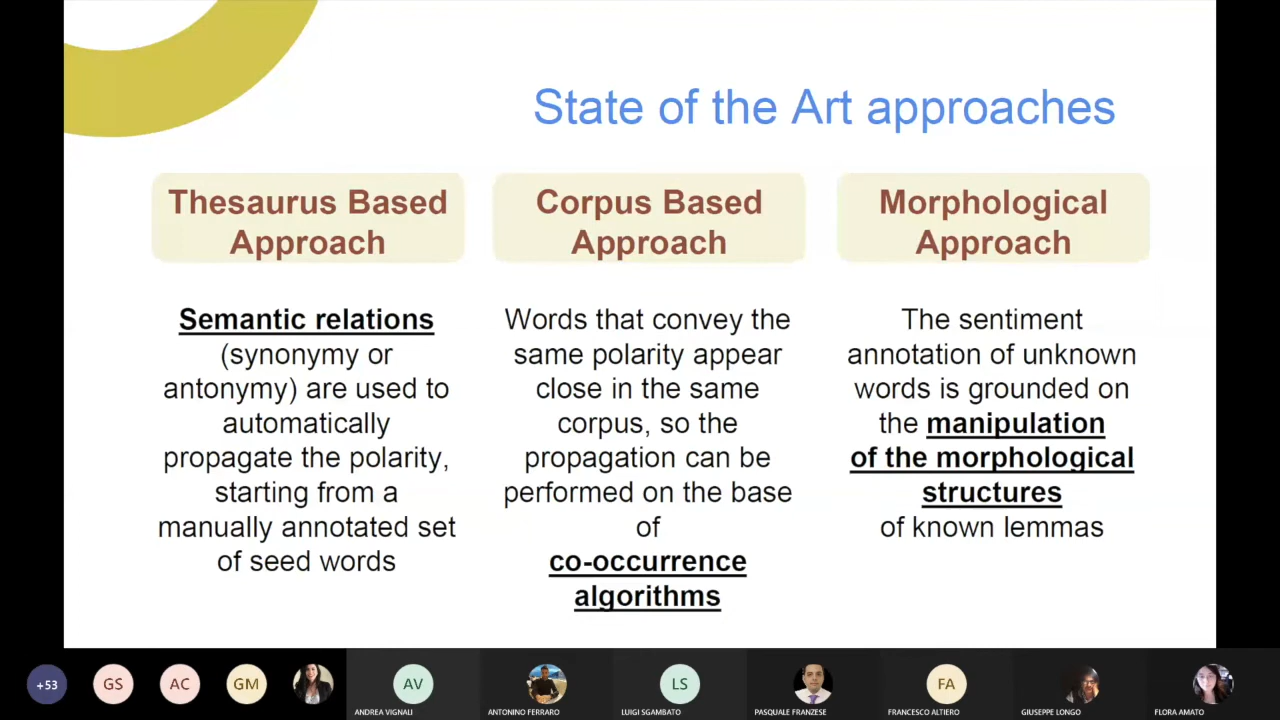 State of the Art approaches
Thesaurus Based
Approach
Semantic relations
(synonymy or
antonymy) are used to
automatically
propagate the polarity,
starting from a
manually annotated set
of seed words
Corpus Based
Approach
Words that convey the
same polarity appear
close in the same
corpus, so the
propagation can be
performed on the base
of
co-occurrence
algorithms
Morphological
Approach
The sentiment
annotation of unknown
words is grounded on
the manipulation
of the morphological
structures
of known lemmas
+53
GS
AC
GM
AV
ANDREA VIGNALI
ANTONINO FERRARO
LS
LUIGI SGAMBATO
PASQUALE FRANZESE
FA
FRANCESCO ALTIERO
GIUSEPPE LONGO
FLORA AMATO